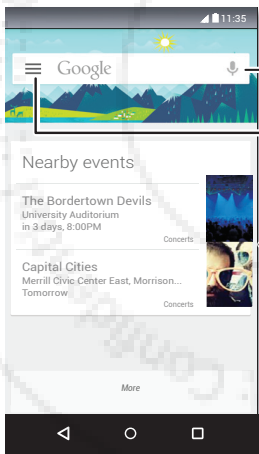 11:35
Google
Nearby events
The Bordertown Devils
University Auditorium
in 3 days, 8:00PM
Concerts
Capital Cities
Merrill Civic Center East, Morrison...
Tomorrow
Concerts
More